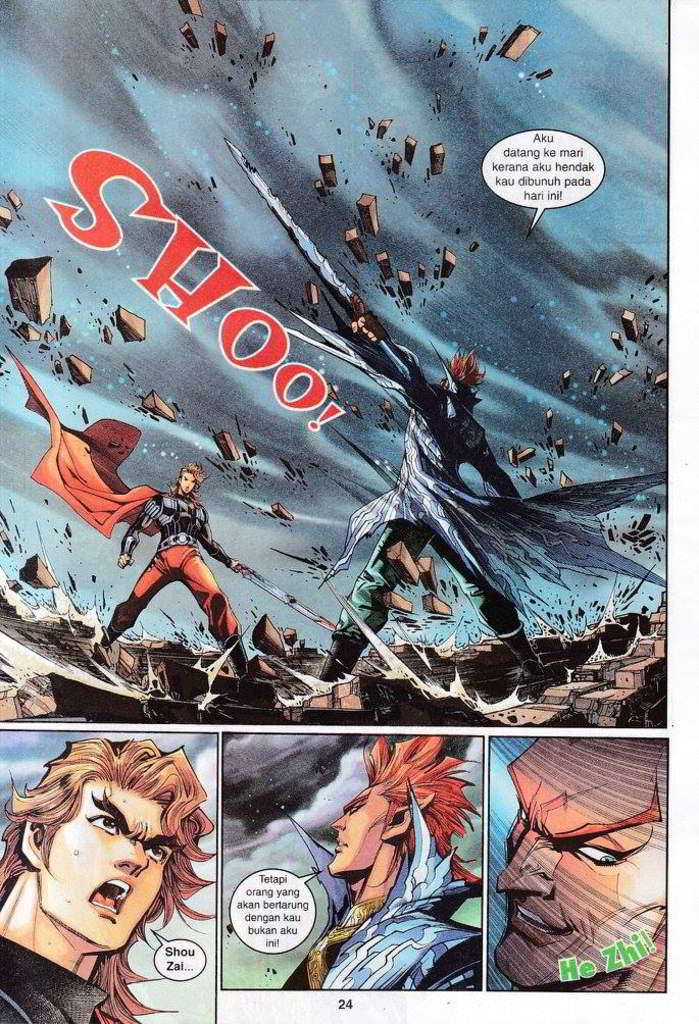 Aku
datang ke mari
kerana aku hendak
kau dibunuh pada
hari ini!
SHOO!
Shou
Zai...
Tetapi
orang yang
akan bertarung
dengan kau
bukan aku
ini!
He Zhi!
24